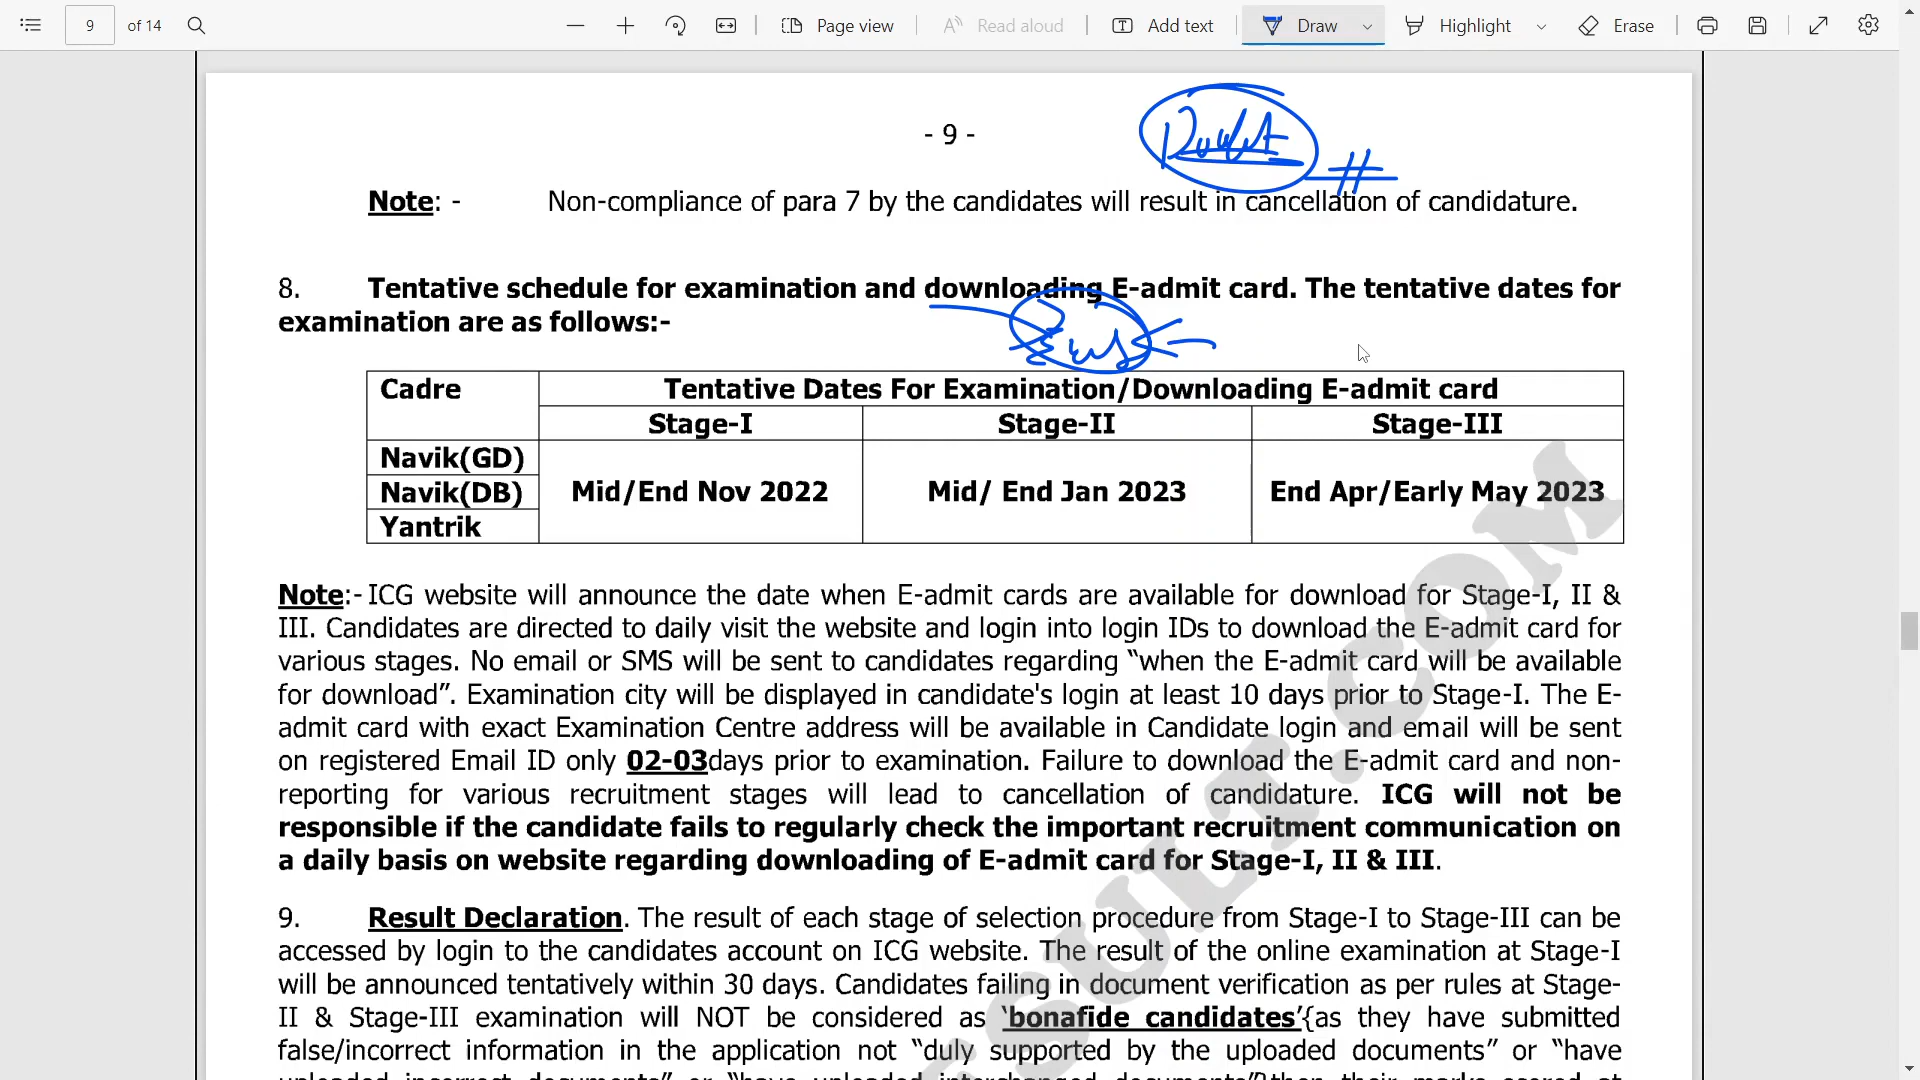 9 of 14 Page view Read aloud Add text Draw Highlight Erase
- 9 -
Note: - Non-compliance of para 7 by the candidates will result in cancellation of candidature.
8. Tentative schedule for examination and downloading E-admit card. The tentative dates for
examination are as follows:-
Cadre Tentative Dates For Examination/Downloading E-admit card
Stage-I Stage-II Stage-III
Navik(GD)
Navik(DB) Mid/End Nov 2022 Mid/ End Jan 2023 End Apr/Early May 2023
Yantrik
Note:- ICG website will announce the date when E-admit cards are available for download for Stage-I, II &
III. Candidates are directed to daily visit the website and login into login IDs to download the E-admit card for
various stages. No email or SMS will be sent to candidates regarding “when the E-admit card will be available
for download”. Examination city will be displayed in candidate's login at least 10 days prior to Stage-I. The E-
admit card with exact Examination Centre address will be available in Candidate login and email will be sent
on registered Email ID only 02-03days prior to examination. Failure to download the E-admit card and non-
reporting for various recruitment stages will lead to cancellation of candidature. ICG will not be
responsible if the candidate fails to regularly check the important recruitment communication on
a daily basis on website regarding downloading of E-admit card for Stage-I, II & III.
9. Result Declaration. The result of each stage of selection procedure from Stage-I to Stage-III can be
accessed by login to the candidates account on ICG website. The result of the online examination at Stage-I
will be announced tentatively within 30 days. Candidates failing in document verification as per rules at Stage-
II & Stage-III examination will NOT be considered as ‘bonafide candidates’{as they have submitted
false/incorrect information in the application not “duly supported by the uploaded documents” or “have
SULT.COM